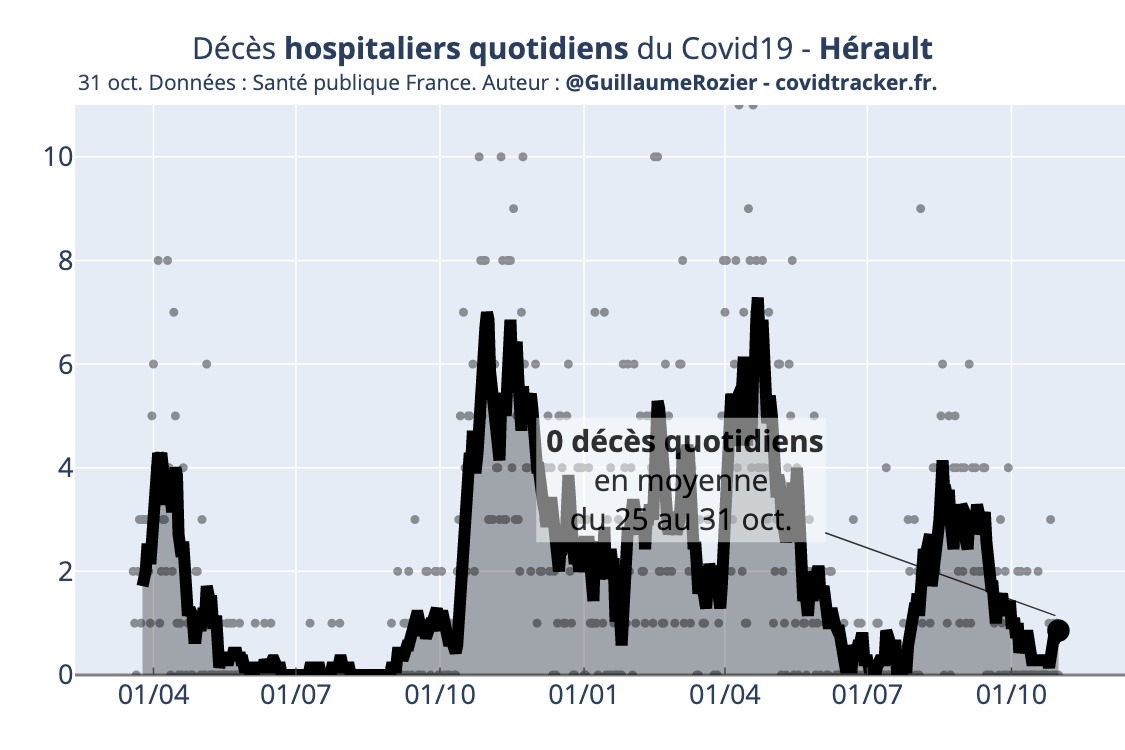 Décès hospitaliers quotidiens du Covid19 - Hérault
31 oct. Données : Santé publique France. Auteur : @GuillaumeRozier - covidtracker.fr.
10
8
6
4
2
0
0 décès quotidiens
en moyenne
du 25 au 31 oct.
01/04 01/07 01/10 01/01 01/04 01/07 01/10